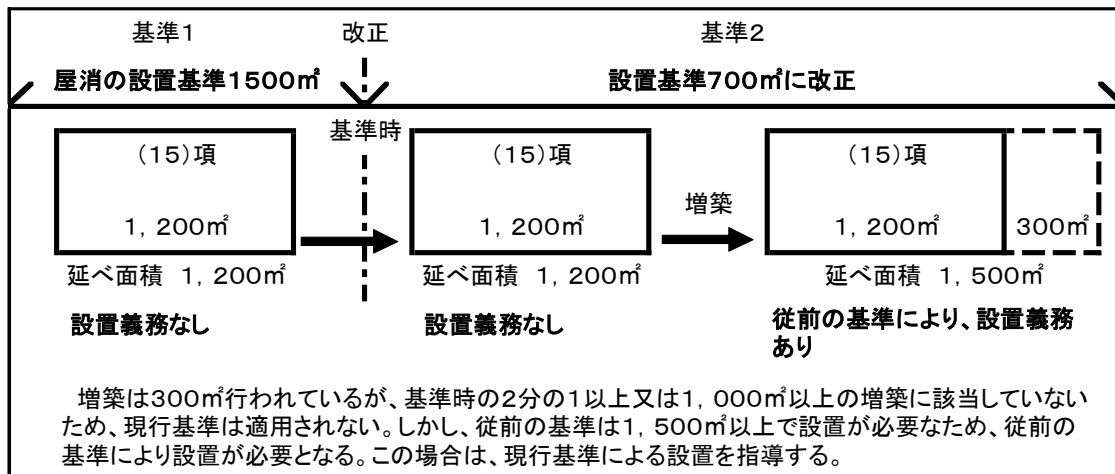 基準1 改正 基準2
屋消の設置基準1500㎡ 設置基準700㎡に改正
基準時
(15)項 (15)項 (15)項
増築
1,200㎡ 1,200㎡ 1,200㎡ 300㎡
延べ面積 1,200㎡ 延べ面積 1,200㎡ 延べ面積 1,500㎡
設置義務なし 設置義務なし 従前の基準により、設置義務
あり
増築は300㎡行われているが、基準時の2分の1以上又は1,000㎡以上の増築に該当していない
ため、現行基準は適用されない。しかし、従前の基準は1,500㎡以上で設置が必要なため、従前の
基準により設置が必要となる。この場合は、現行基準による設置を指導する。